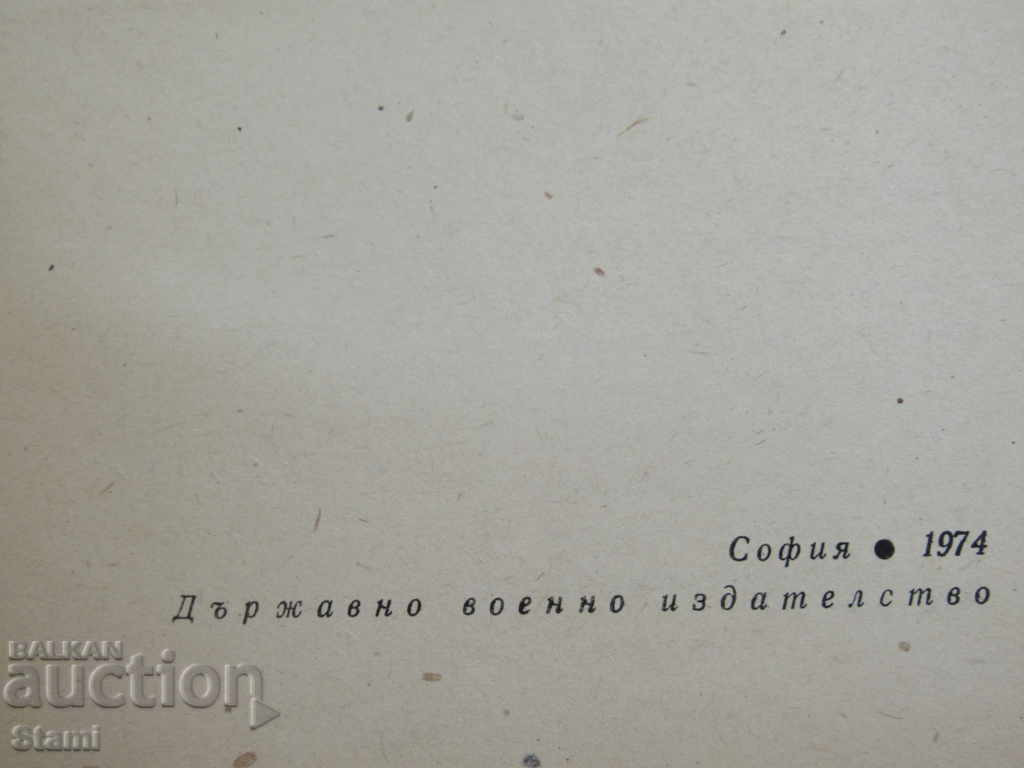 София ● 1974
Държавно военно издателство
BALKAN
auction
Stami